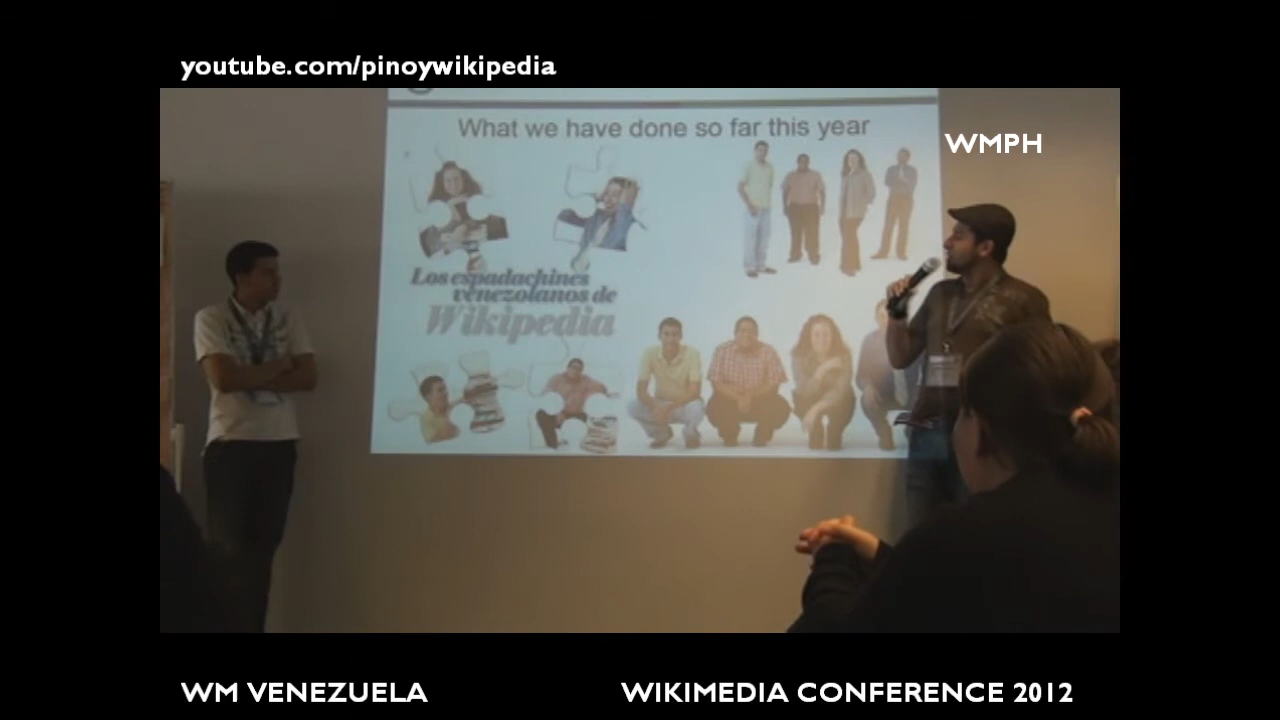 youtube.com/pinoywikipedia
What we have done so far this year
WMPH
Los espadachines
venezolanos de
Wikipedia
WM VENEZUELA
WIKIMEDIA CONFERENCE 2012